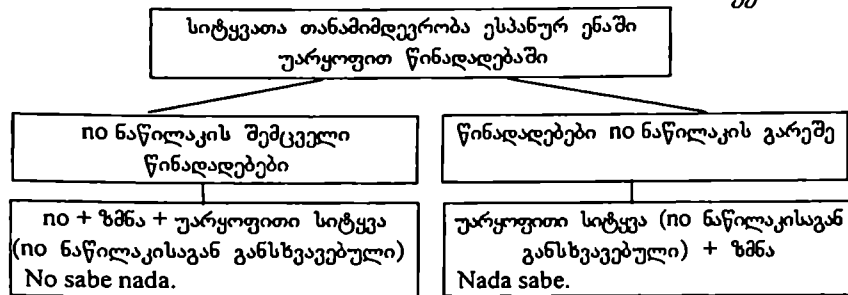 სიტყვათა თანამიმდევრობა ესპანურ ენაში
უარყოფით წინადადებაში
no ნაწილაკის შემცველი
წინადადებები
წინადადებები no ნაწილაკის გარეშე
no + ზმნა + უარყოფითი სიტყვა
(no ნაწილაკისაგან განსხვავებული)
No sabe nada.
უარყოფითი სიტყვა (no ნაწილაკისაგან
განსხვავებული) + ზმნა
Nada sabe.